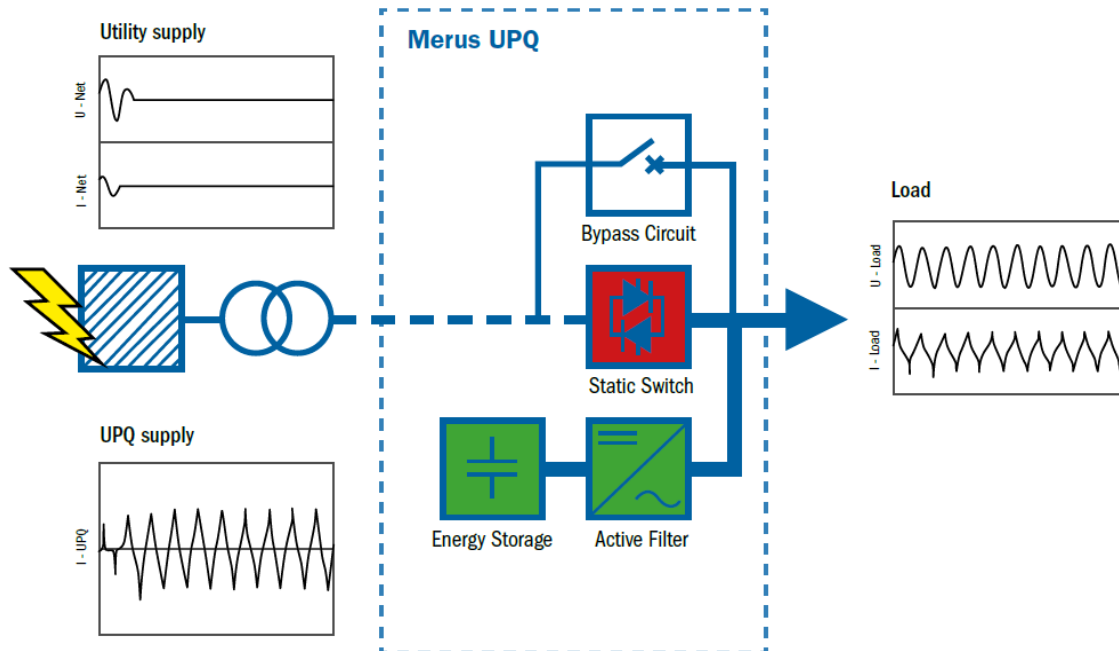 Utility supply
U - Net
I - Net
Merus UPQ
Bypass Circuit
Static Switch
Load
U - Load
I - Load
UPQ supply
I - UPQ
Energy Storage
Active Filter